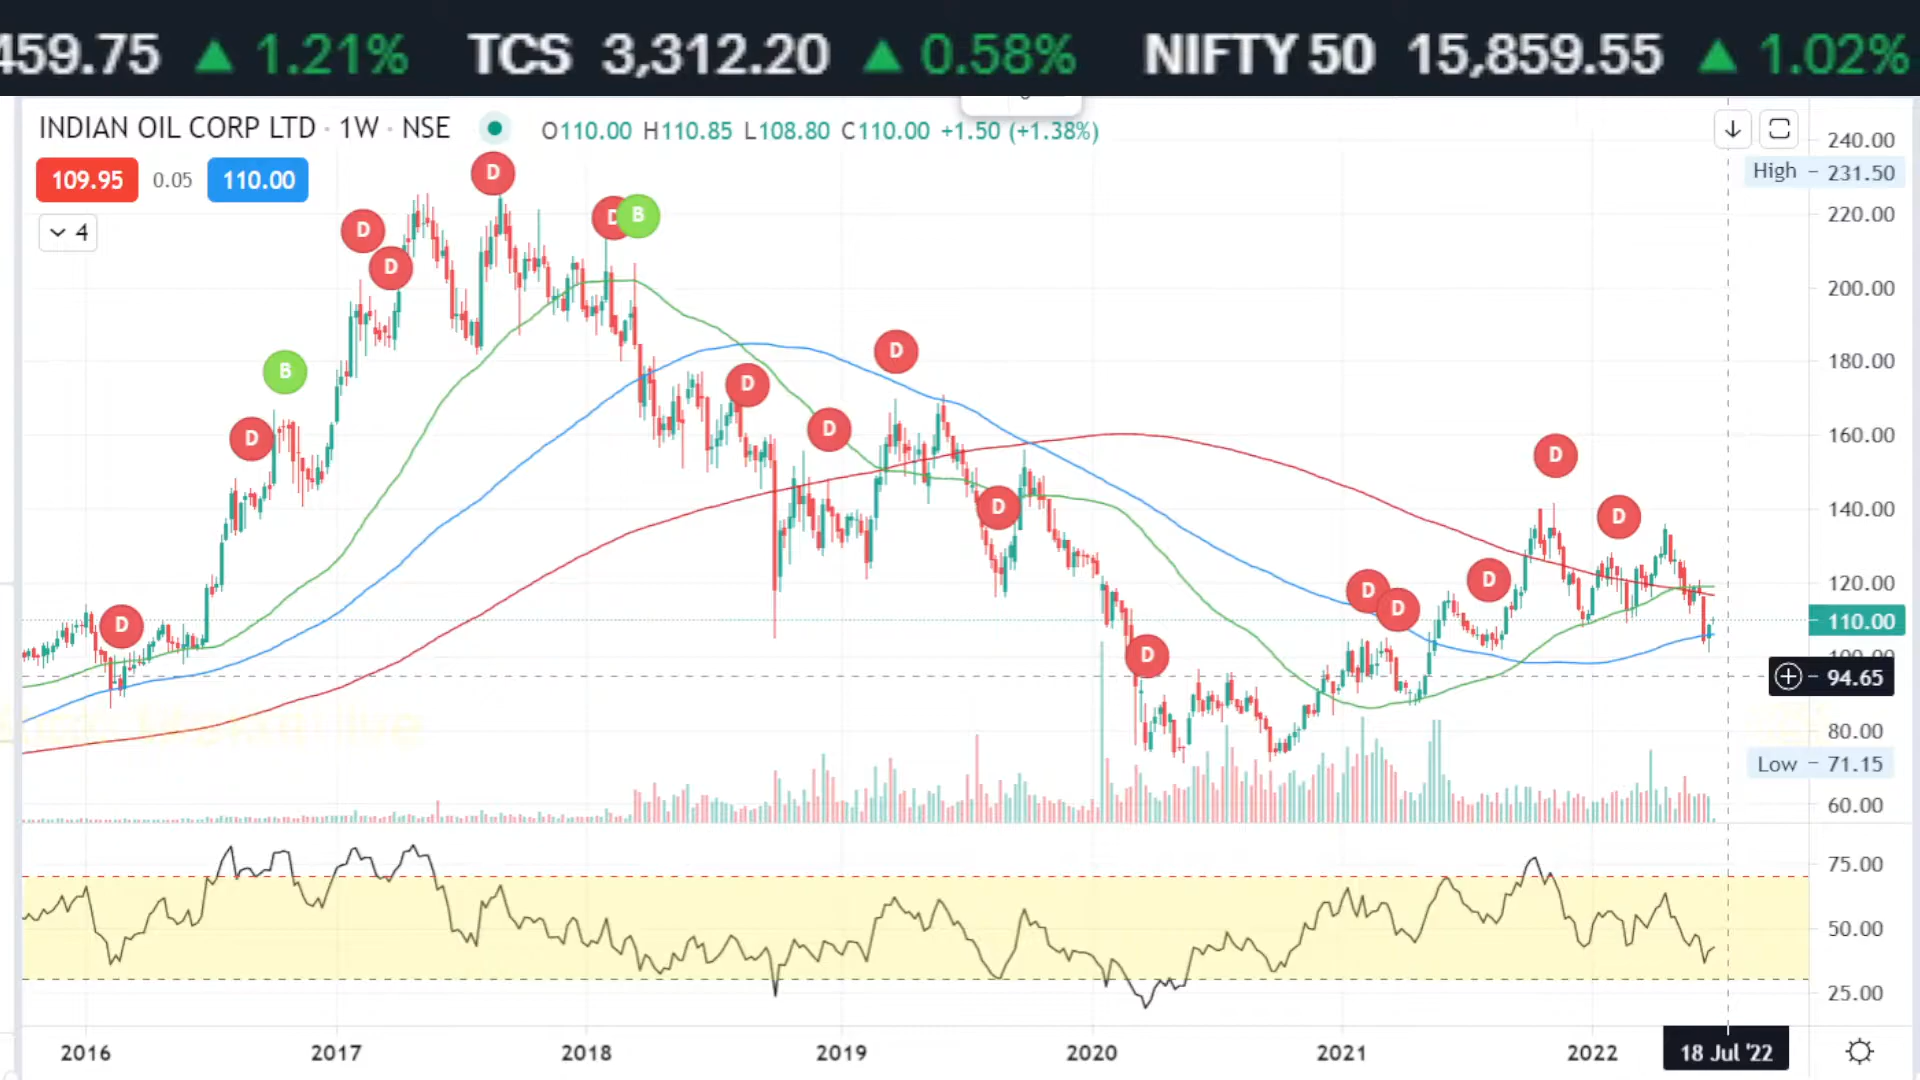 459.75 ▲ 1.21% TCS 3,312.20 ▲ 0.58% NIFTY 50 15,859.55 ▲ 1.02%
INDIAN OIL CORP LTD · 1W · NSE O110.00 H110.85 L108.80 C110.00 +1.50 (+1.38%)
109.95 0.05 110.00
4
240.00
High 231.50
220.00
200.00
180.00
160.00
140.00
120.00
110.00
100.00
94.65
80.00
Low 71.15
60.00
D
D
D
D
B
B
D
D
D
D
D
D
D
D
D
D
D
D
75.00
50.00
25.00
2016 2017 2018 2019 2020 2021 2022 18 Jul '22